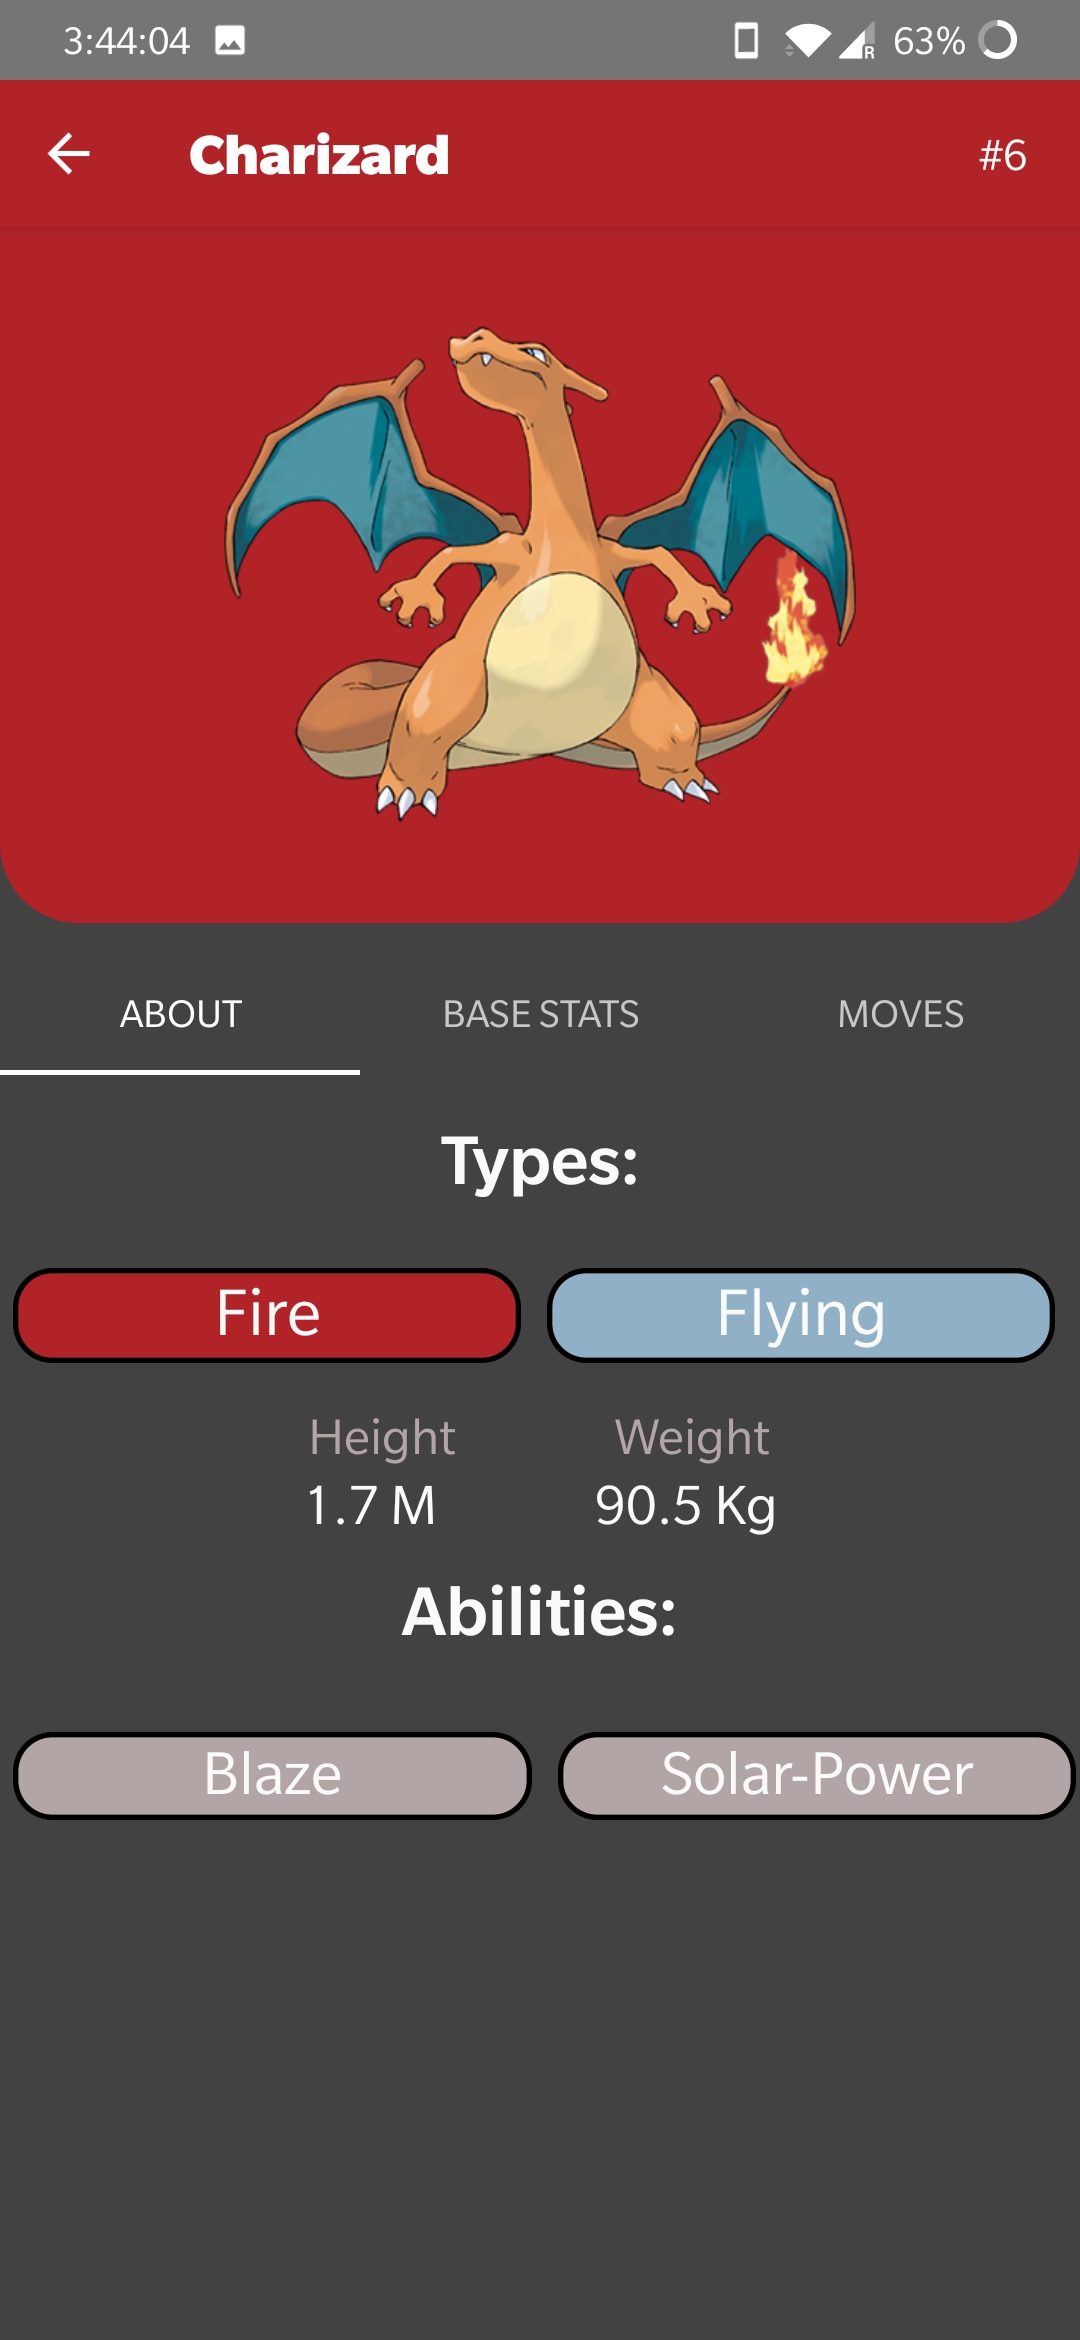 3:44:04 R 63%
Charizard #6
ABOUT BASE STATS MOVES
Types:
Fire Flying
Height Weight
1.7 M 90.5 Kg
Abilities:
Blaze Solar-Power